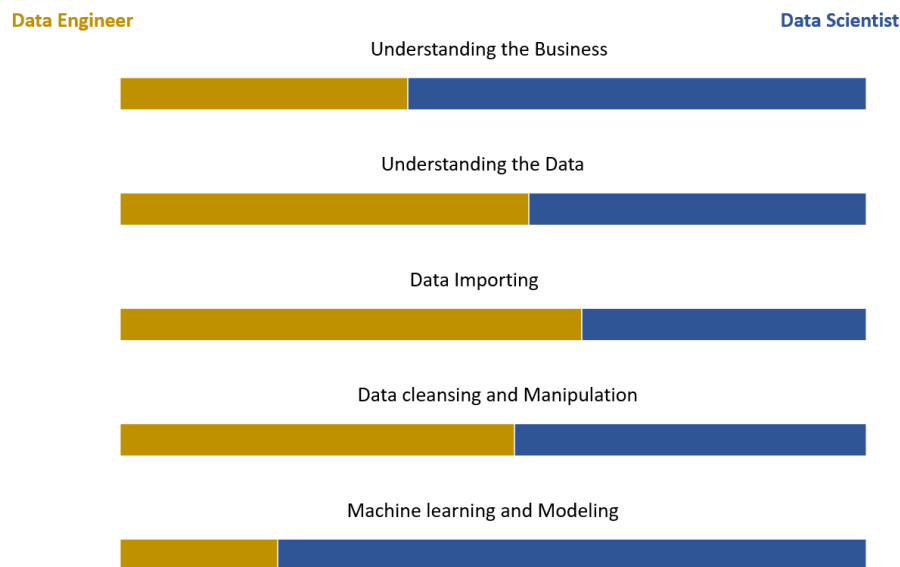 Data Engineer
Data Scientist
Understanding the Business
Understanding the Data
Data Importing
Data cleansing and Manipulation
Machine learning and Modeling